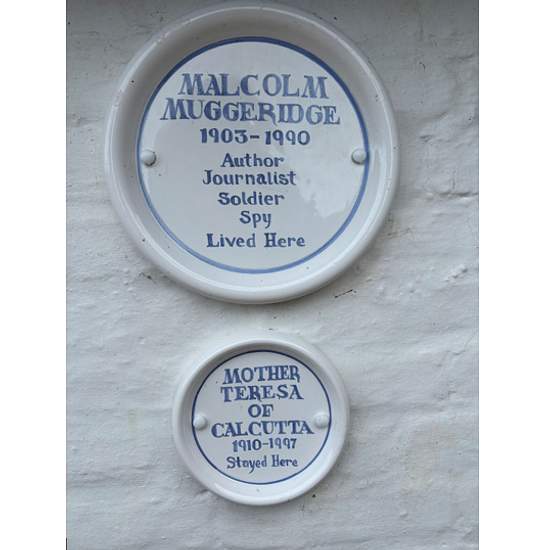 MALCOLM
MUGGERIDGE
1903-1990
Author
Journalist
Soldier
Spy
Lived Here
MOTHER
TERESA
OF
CALCUTTA
1910-1997
Stayed Here